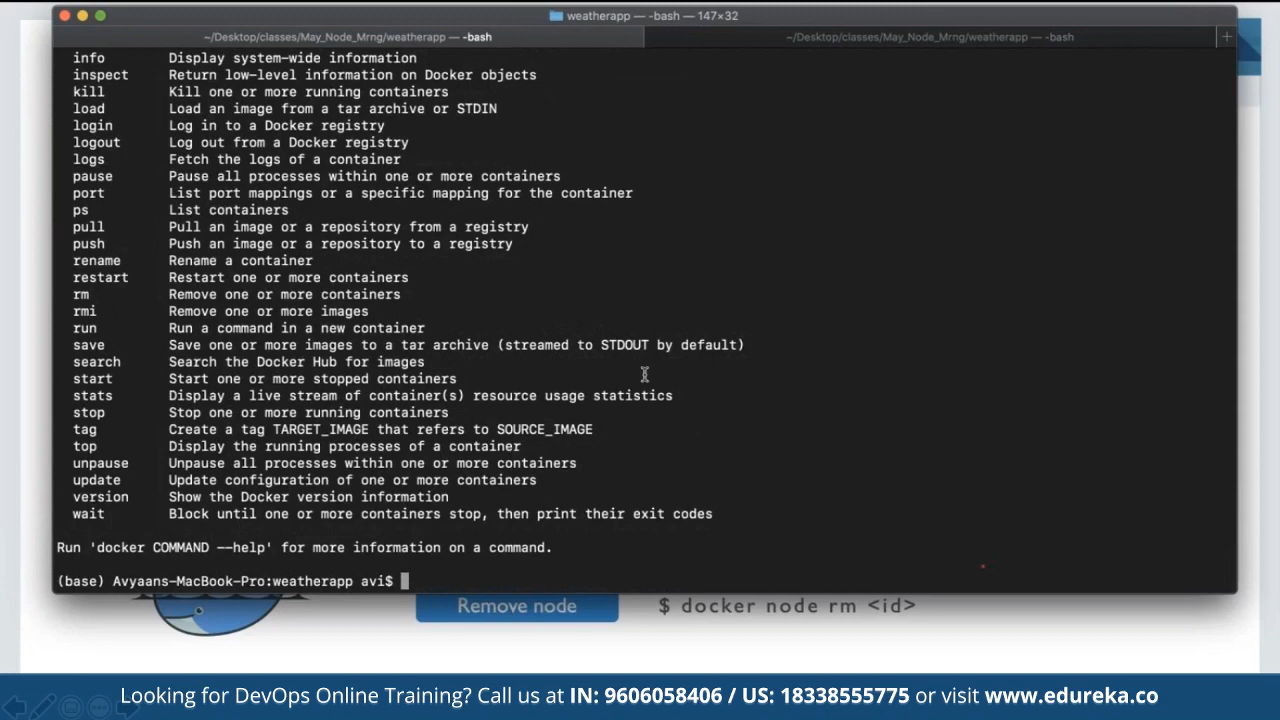 weatherapp — -bash — 147×32
~/Desktop/classes/May_Node_Mrng/weatherapp — -bash
~/Desktop/classes/May_Node_Mrng/weatherapp — -bash
+
info Display system-wide information
inspect Return low-level information on Docker objects
kill Kill one or more running containers
load Load an image from a tar archive or STDIN
login Log in to a Docker registry
logout Log out from a Docker registry
logs Fetch the logs of a container
pause Pause all processes within one or more containers
port List port mappings or a specific mapping for the container
ps List containers
pull Pull an image or a repository from a registry
push Push an image or a repository to a registry
rename Rename a container
restart Restart one or more containers
rm Remove one or more containers
rmi Remove one or more images
run Run a command in a new container
save Save one or more images to a tar archive (streamed to STDOUT by default)
search Search the Docker Hub for images
start Start one or more stopped containers
stats Display a live stream of container(s) resource usage statistics
stop Stop one or more running containers
tag Create a tag TARGET_IMAGE that refers to SOURCE_IMAGE
top Display the running processes of a container
unpause Unpause all processes within one or more containers
update Update configuration of one or more containers
version Show the Docker version information
wait Block until one or more containers stop, then print their exit codes
Run 'docker COMMAND --help' for more information on a command.
(base) Avyaans-MacBook-Pro:weatherapp avi$
Remove node
$ docker node rm <id>
Looking for DevOps Online Training? Call us at IN: 9606058406 / US: 18338555775 or visit www.edureka.co